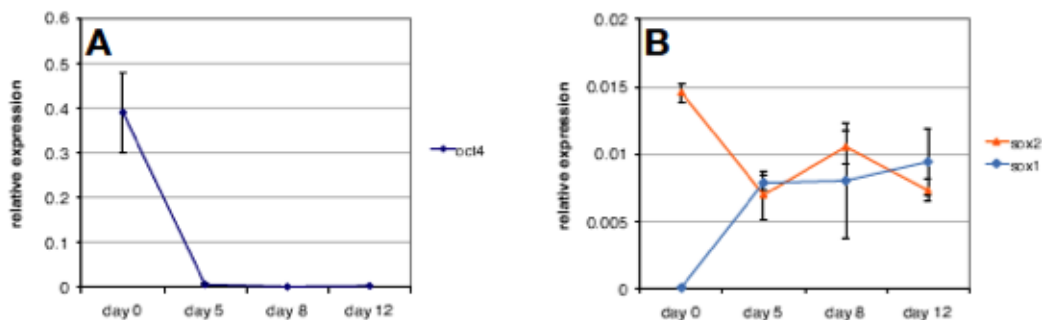 A
relative expression
0.6
0.5
0.4
0.3
0.2
0.1
0
day 0 day 5 day 8 day 12
oct4
B
relative expression
0.02
0.015
0.01
0.005
0
day 0 day 5 day 8 day 12
sox2
sox1